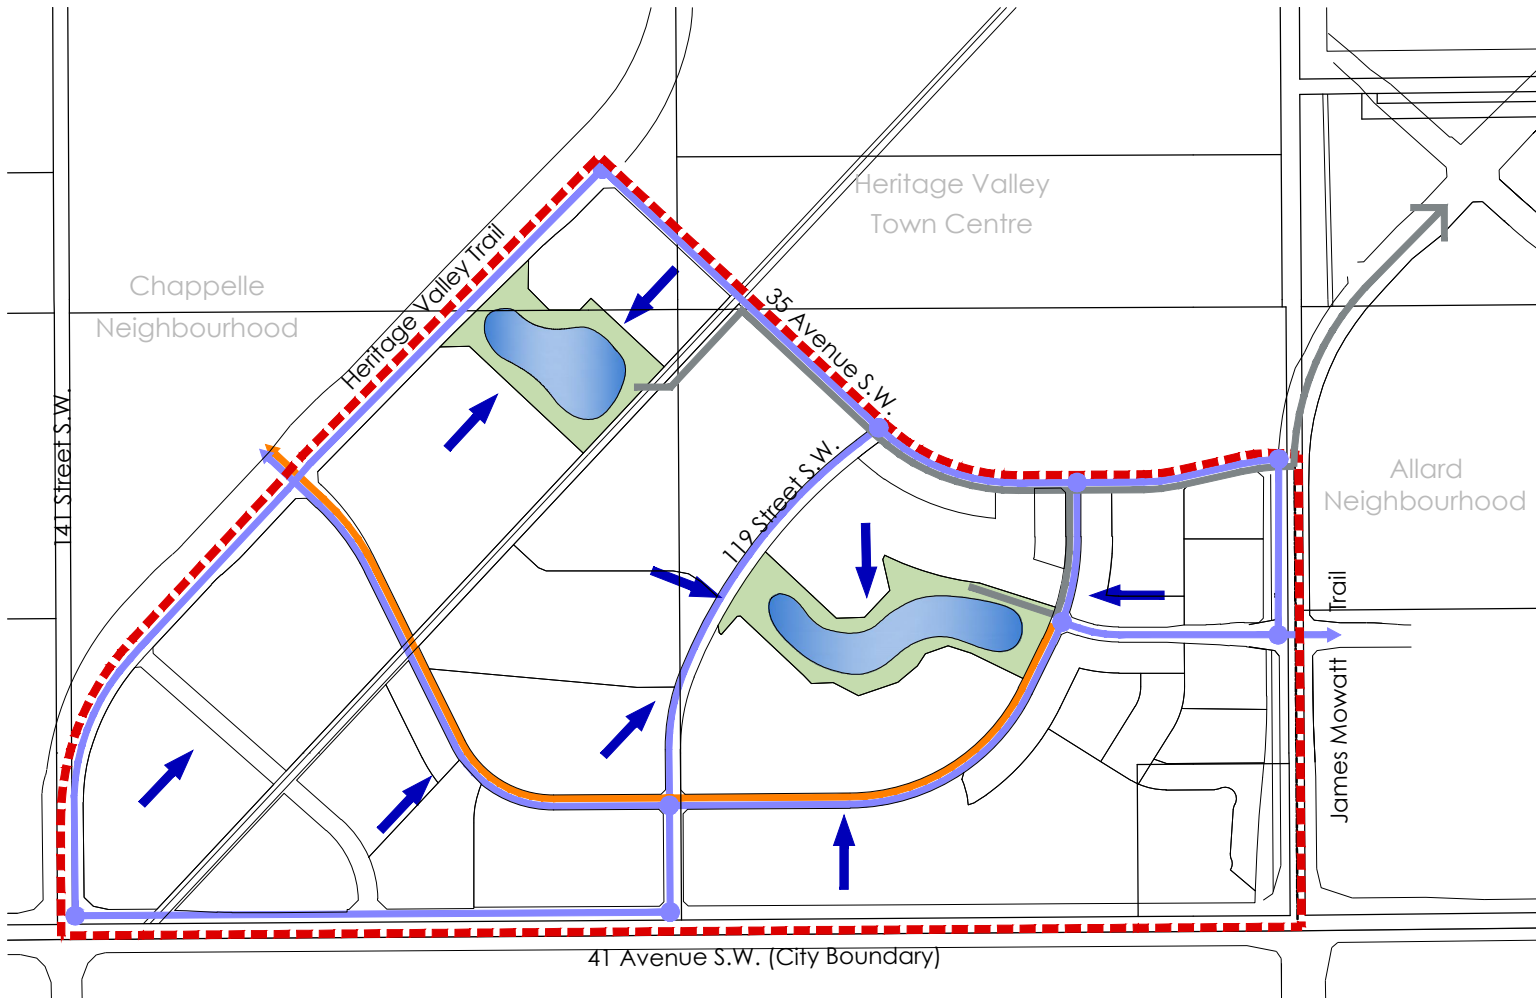 Heritage Valley
Town Centre
Chappelle
Neighbourhood
Heritage Valley Trail
35 Avenue S.W.
141 Street S.W.
119 Street S.W.
Allard
Neighbourhood
James Mowatt Trail
41 Avenue S.W. (City Boundary)